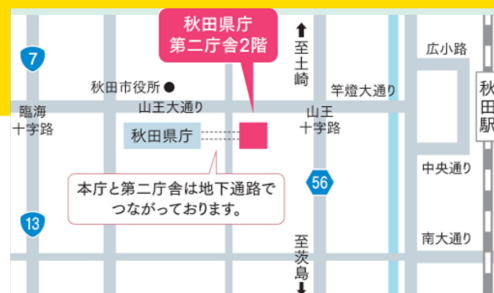 秋田県庁
第二庁舎2階
至土崎
広小路
7
秋田市役所
竿燈大通り
秋田駅
山王大通り
臨海
十字路
山王
十字路
秋田県庁
中央通り
本庁と第二庁舎は地下通路で
つながっております。
56
13
南大通り
至茨島